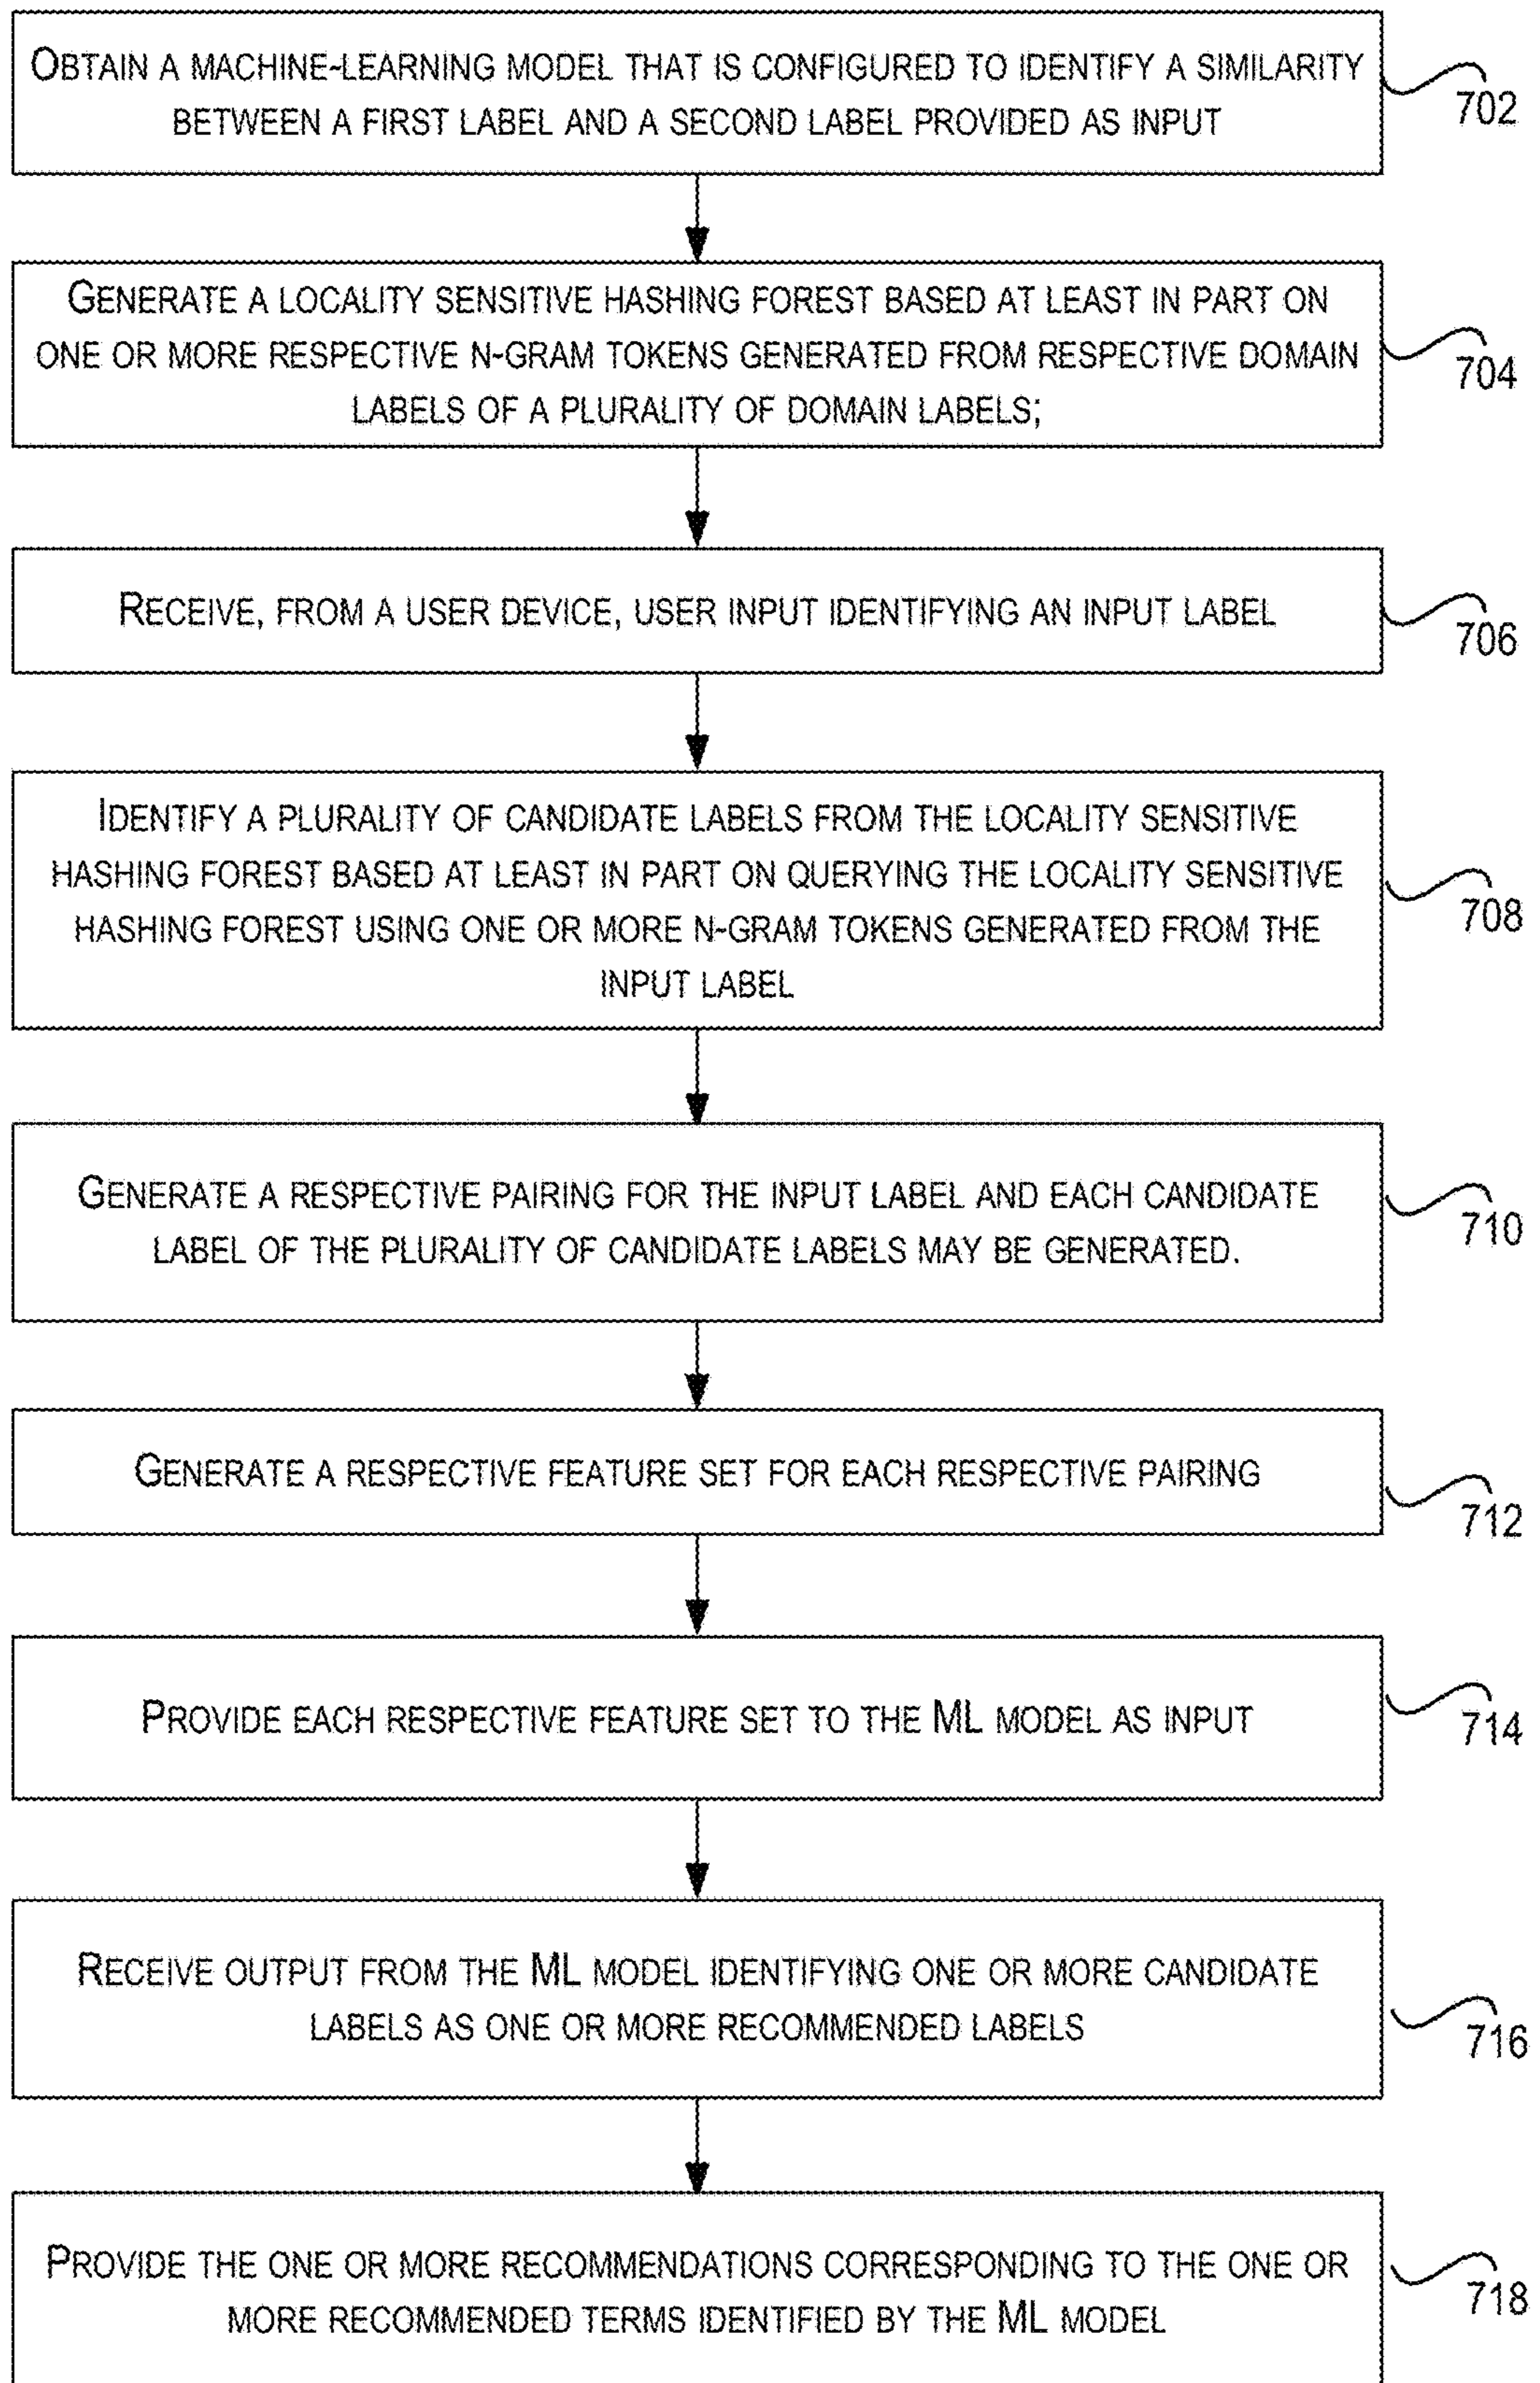 OBTAIN A MACHINE-LEARNING MODEL THAT IS CONFIGURED TO IDENTIFY A SIMILARITY
BETWEEN A FIRST LABEL AND A SECOND LABEL PROVIDED AS INPUT
702
GENERATE A LOCALITY SENSITIVE HASHING FOREST BASED AT LEAST IN PART ON
ONE OR MORE RESPECTIVE N-GRAM TOKENS GENERATED FROM RESPECTIVE DOMAIN
LABELS OF A PLURALITY OF DOMAIN LABELS;
704
RECEIVE, FROM A USER DEVICE, USER INPUT IDENTIFYING AN INPUT LABEL
706
IDENTIFY A PLURALITY OF CANDIDATE LABELS FROM THE LOCALITY SENSITIVE
HASHING FOREST BASED AT LEAST IN PART ON QUERYING THE LOCALITY SENSITIVE
HASHING FOREST USING ONE OR MORE N-GRAM TOKENS GENERATED FROM THE
INPUT LABEL
708
GENERATE A RESPECTIVE PAIRING FOR THE INPUT LABEL AND EACH CANDIDATE
LABEL OF THE PLURALITY OF CANDIDATE LABELS MAY BE GENERATED.
710
GENERATE A RESPECTIVE FEATURE SET FOR EACH RESPECTIVE PAIRING
712
PROVIDE EACH RESPECTIVE FEATURE SET TO THE ML MODEL AS INPUT
714
RECEIVE OUTPUT FROM THE ML MODEL IDENTIFYING ONE OR MORE CANDIDATE
LABELS AS ONE OR MORE RECOMMENDED LABELS
716
PROVIDE THE ONE OR MORE RECOMMENDATIONS CORRESPONDING TO THE ONE OR
MORE RECOMMENDED TERMS IDENTIFIED BY THE ML MODEL
718